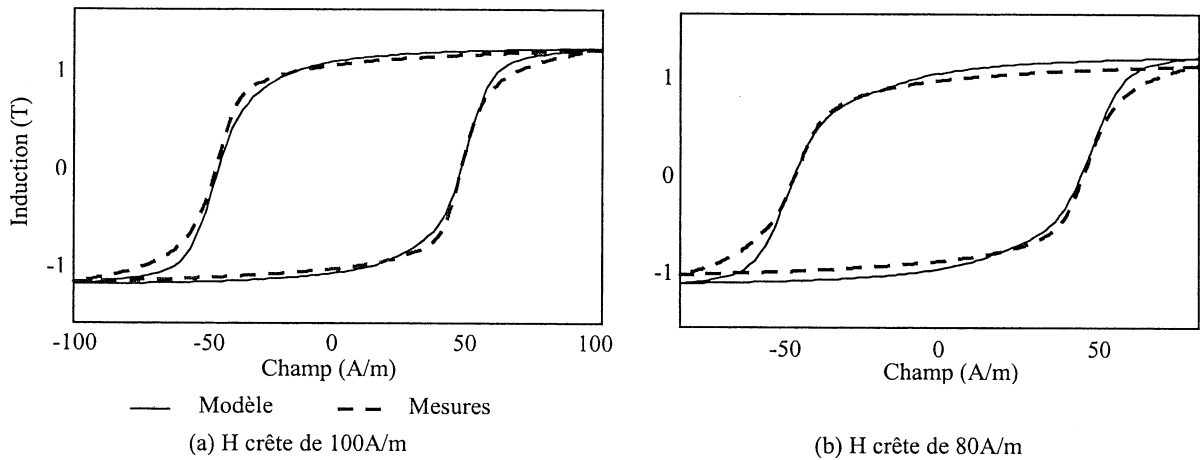 Induction (T)
1
0
-1
-100
-50
0
50
100
Champ (A/m)
1
0
-1
-50
0
50
Champ (A/m)
Modèle
Mesures
(a) H crête de 100A/m
(b) H crête de 80A/m